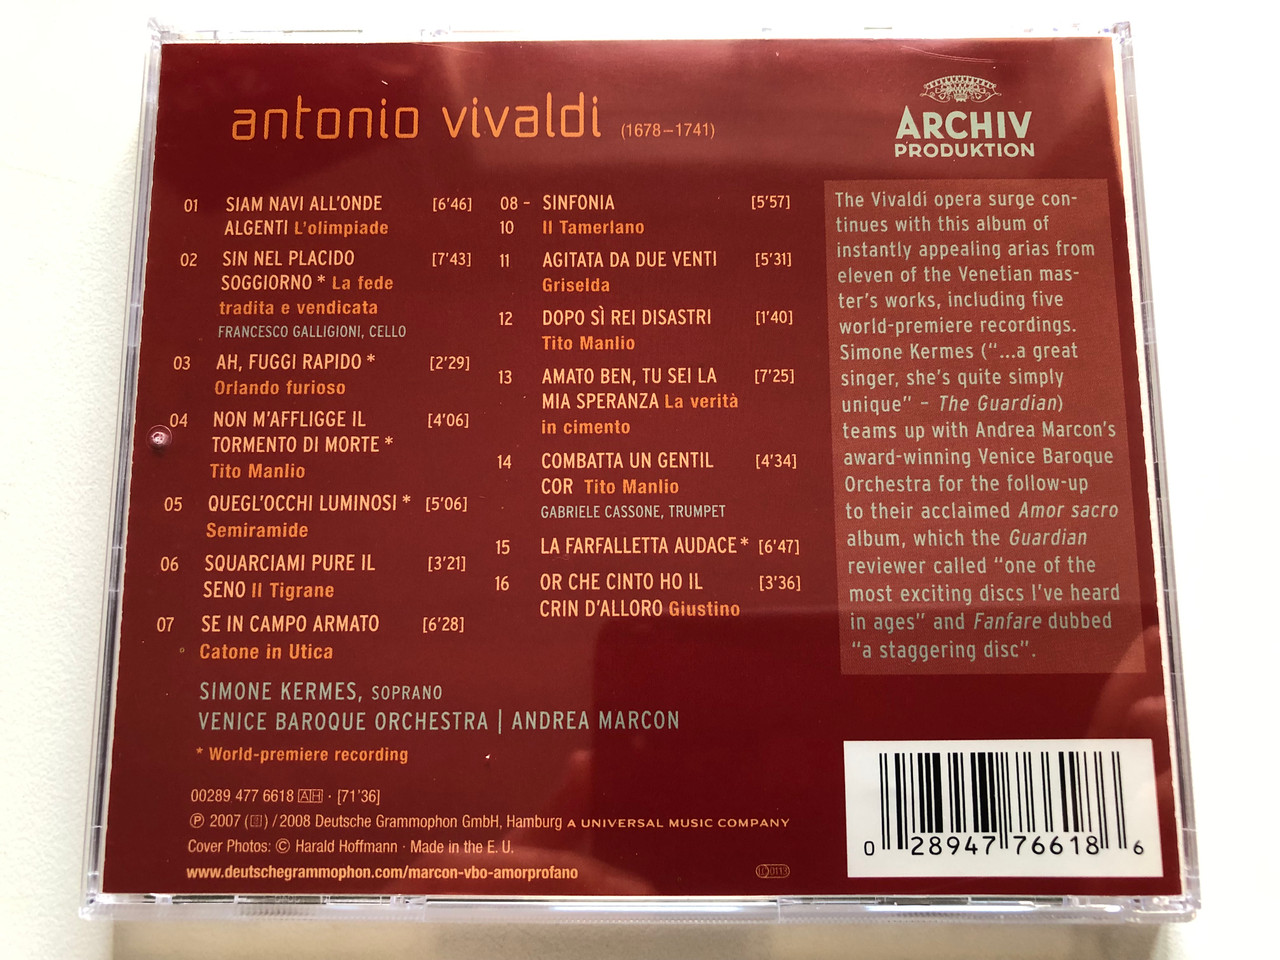 antonio vivaldi (1678–1741)
ARCHIV
PRODUKTION
01 SIAM NAVI ALL'ONDE [6'46]
ALGENTI L'olimpiade
02 SIN NEL PLACIDO [7'43]
SOGGIORNO * La fede
tradita e vendicata
FRANCESCO GALLIGIONI, CELLO
03 AH, FUGGI RAPIDO * [2'29]
Orlando furioso
04 NON M'AFFLIGGE IL [4'06]
TORMENTO DI MORTE *
Tito Manlio
05 QUEGL'OCCHI LUMINOSI * [5'06]
Semiramide
06 SQUARCIAMI PURE IL [3'21]
SENO Il Tigrane
07 SE IN CAMPO ARMATO [6'28]
Catone in Utica
08 - SINFONIA [5'57]
10 Il Tamerlano
11 AGITATA DA DUE VENTI [5'31]
Griselda
12 DOPO SÌ REI DISASTRI [1'40]
Tito Manlio
13 AMATO BEN, TU SEI LA [7'25]
MIA SPERANZA La verità
in cimento
14 COMBATTA UN GENTIL [4'34]
COR Tito Manlio
GABRIELE CASSONE, TRUMPET
15 LA FARFALLETTA AUDACE * [6'47]
16 OR CHE CINTO HO IL [3'36]
CRIN D'ALLORO Giustino
The Vivaldi opera surge con-
tinues with this album of
instantly appealing arias from
eleven of the Venetian mas-
ter's works, including five
world-premiere recordings.
Simone Kermes ("...a great
singer, she's quite simply
unique" – The Guardian)
teams up with Andrea Marcon's
award-winning Venice Baroque
Orchestra for the follow-up
to their acclaimed Amor sacro
album, which the Guardian
reviewer called "one of the
most exciting discs I've heard
in ages" and Fanfare dubbed
"a staggering disc".
SIMONE KERMES, SOPRANO
VENICE BAROQUE ORCHESTRA | ANDREA MARCON
* World-premiere recording
00289 477 6618 AH · [71'36]
℗ 2007 () / 2008 Deutsche Grammophon GmbH, Hamburg A UNIVERSAL MUSIC COMPANY
Cover Photos: © Harald Hoffmann · Made in the E. U.
www.deutschegrammophon.com/marcon-vbo-amorprofano
0 28947 76618 6